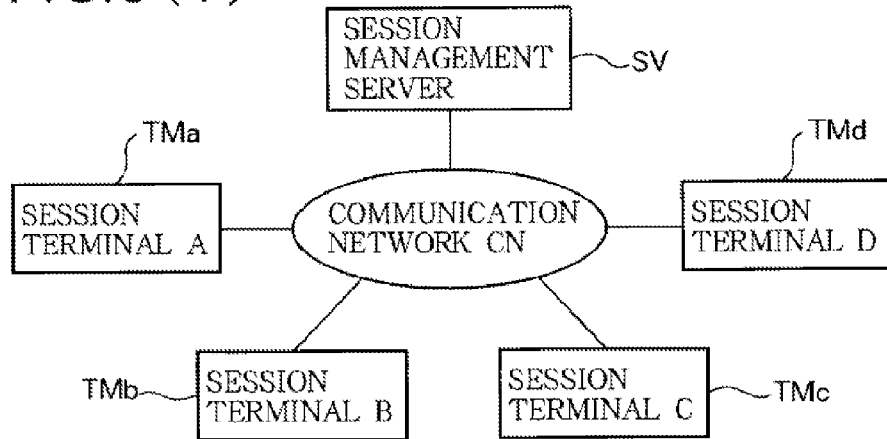 SESSION
MANAGEMENT
SERVER
SV
TMa
TMd
SESSION
TERMINAL A
COMMUNICATION
NETWORK CN
SESSION
TERMINAL D
TMb
SESSION
TERMINAL B
SESSION
TERMINAL C
TMc